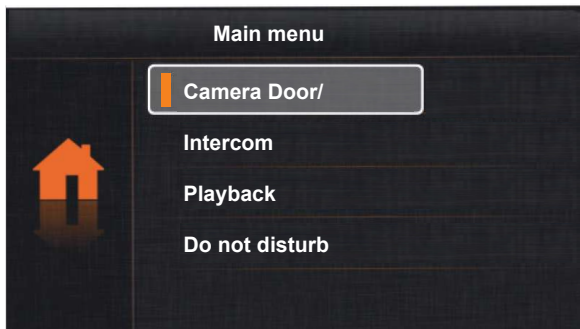 Main menu
Camera Door/
Intercom
Playback
Do not disturb